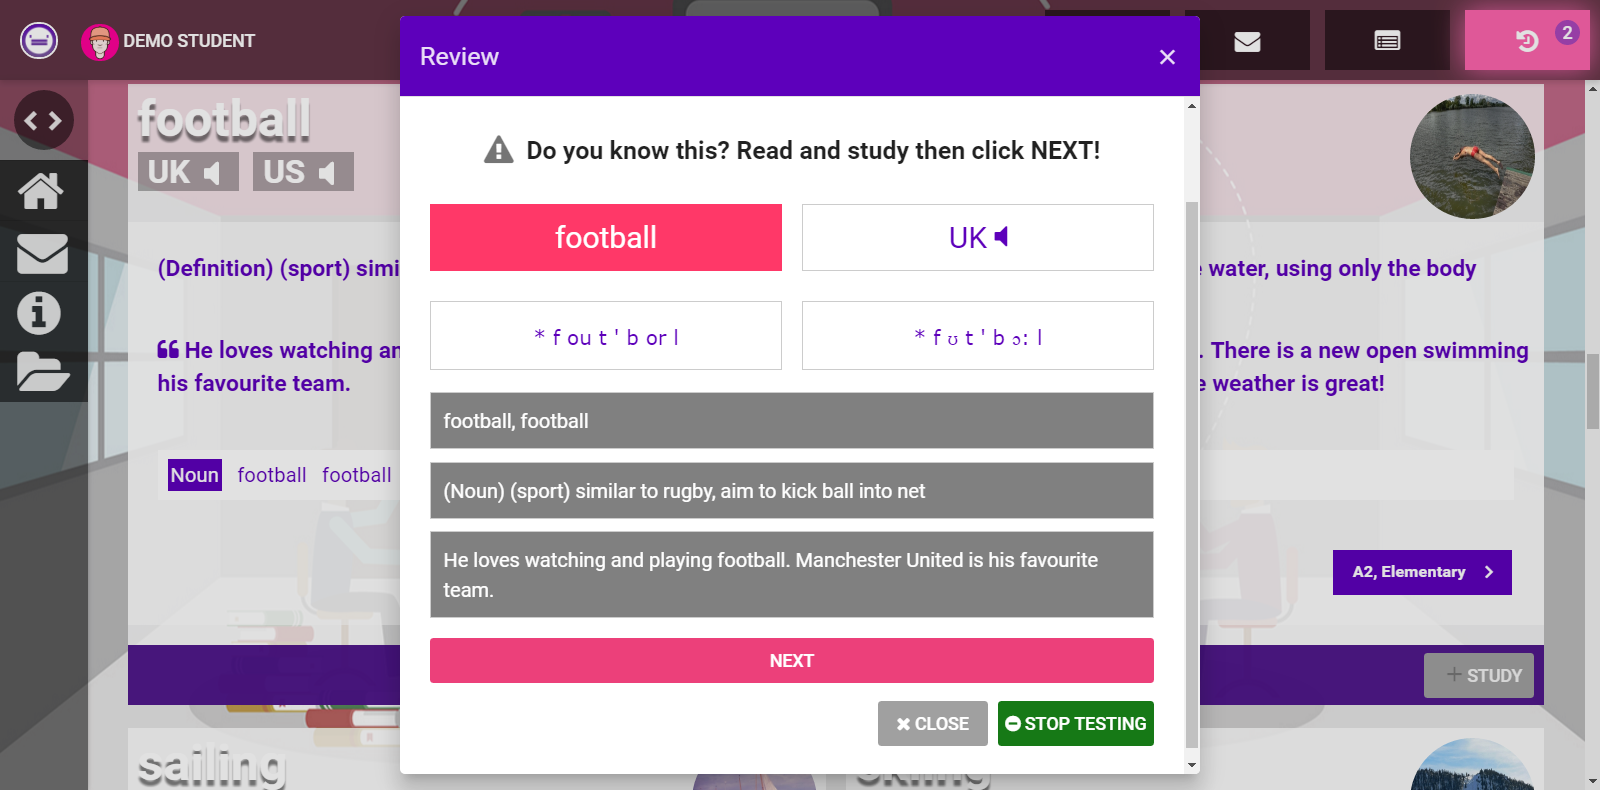 DEMO STUDENT
2
Review
football
UK
US
Do you know this? Read and study then click NEXT!
football
UK
* f ou t ' b or l
* f ʊ t ' b ɔ: l
(Definition) (sport) simi
water, using only the body
football, football
He loves watching an
. There is a new open swimming
his favourite team.
weather is great!
Noun football football
(Noun) (sport) similar to rugby, aim to kick ball into net
He loves watching and playing football. Manchester United is his favourite
team.
A2, Elementary
NEXT
+ STUDY
CLOSE
STOP TESTING
sailing
skiing